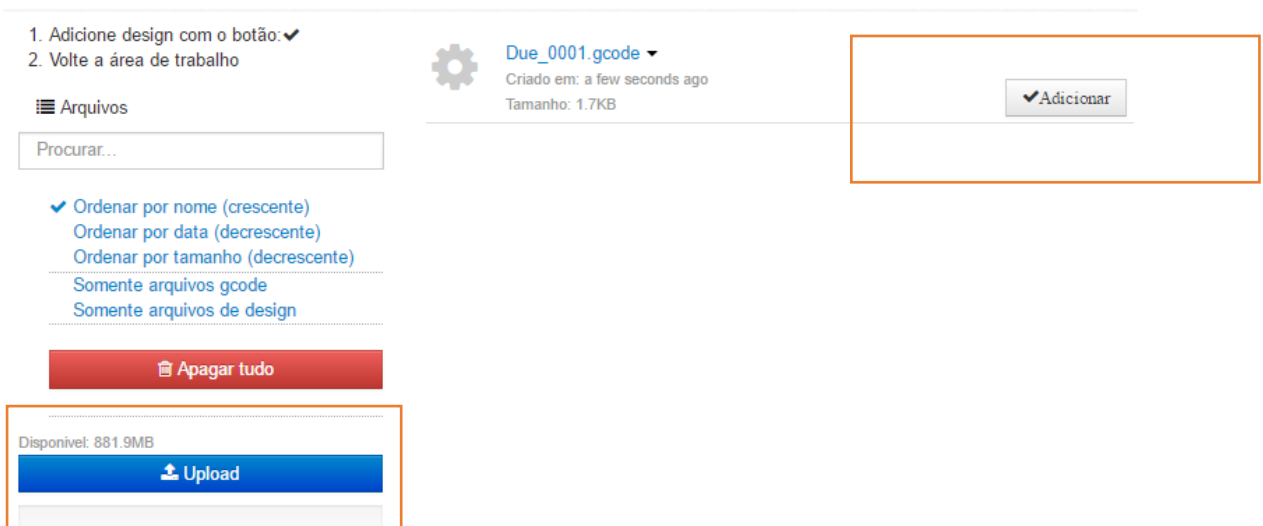 1. Adicione design com o botão:
2. Volte a área de trabalho
Arquivos
Procurar...
Ordenar por nome (crescente)
Ordenar por data (decrescente)
Ordenar por tamanho (decrescente)
Somente arquivos gcode
Somente arquivos de design
Apagar tudo
Disponivel: 881.9MB
Upload
Due_0001.gcode
Criado em: a few seconds ago
Tamanho: 1.7KB
Adicionar